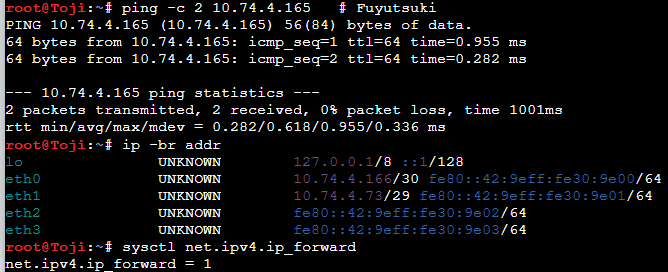 root@Toji:~# ping -c 2 10.74.4.165   # Fuyutsuki
PING 10.74.4.165 (10.74.4.165) 56(84) bytes of data.
64 bytes from 10.74.4.165: icmp_seq=1 ttl=64 time=0.955 ms
64 bytes from 10.74.4.165: icmp_seq=2 ttl=64 time=0.282 ms

--- 10.74.4.165 ping statistics ---
2 packets transmitted, 2 received, 0% packet loss, time 1001ms
rtt min/avg/max/mdev = 0.282/0.618/0.955/0.336 ms
root@Toji:~# ip -br addr
lo               UNKNOWN        127.0.0.1/8 ::1/128
eth0             UNKNOWN        10.74.4.166/30 fe80::42:9eff:fe30:9e00/64
eth1             UNKNOWN        10.74.4.73/29 fe80::42:9eff:fe30:9e01/64
eth2             UNKNOWN        fe80::42:9eff:fe30:9e02/64
eth3             UNKNOWN        fe80::42:9eff:fe30:9e03/64
root@Toji:~# sysctl net.ipv4.ip_forward
net.ipv4.ip_forward = 1